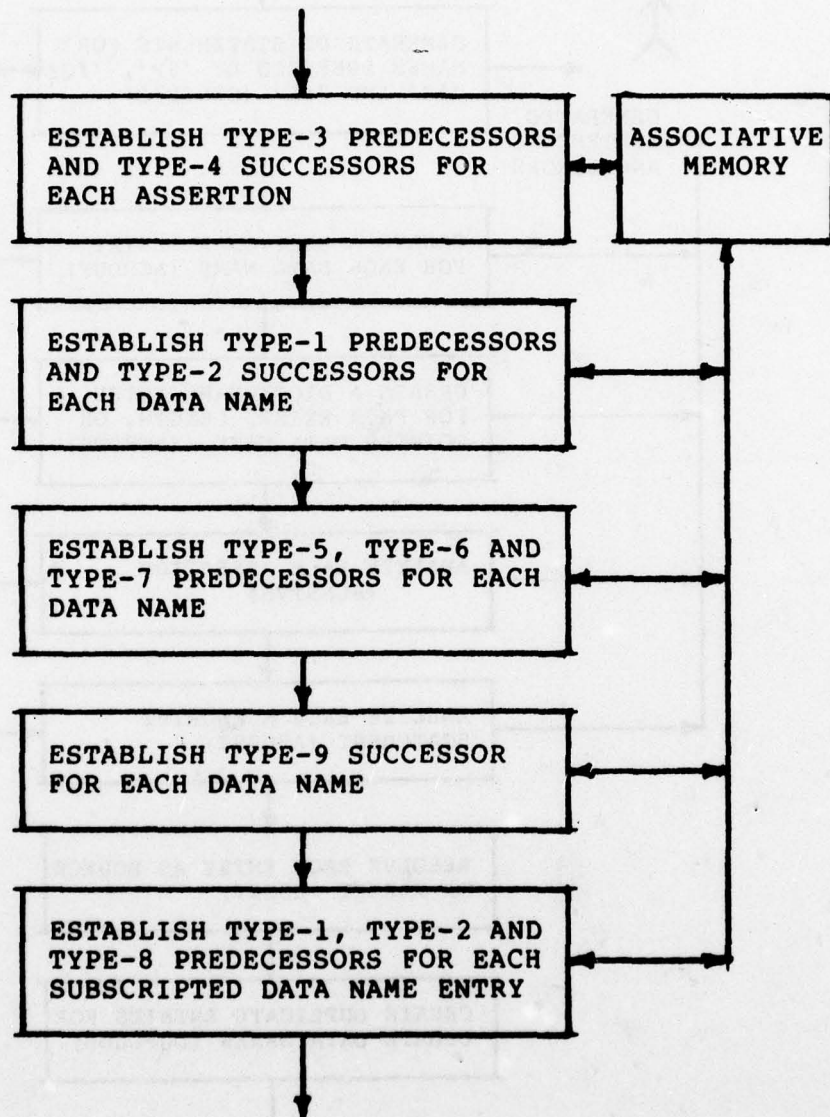 ESTABLISH TYPE-3 PREDECESSORS
AND TYPE-4 SUCCESSORS FOR
EACH ASSERTION
ASSOCIATIVE
MEMORY
ESTABLISH TYPE-1 PREDECESSORS
AND TYPE-2 SUCCESSORS FOR
EACH DATA NAME
ESTABLISH TYPE-5, TYPE-6 AND
TYPE-7 PREDECESSORS FOR EACH
DATA NAME
ESTABLISH TYPE-9 SUCCESSOR
FOR EACH DATA NAME
ESTABLISH TYPE-1, TYPE-2 AND
TYPE-8 PREDECESSORS FOR EACH
SUBSCRIPTED DATA NAME ENTRY